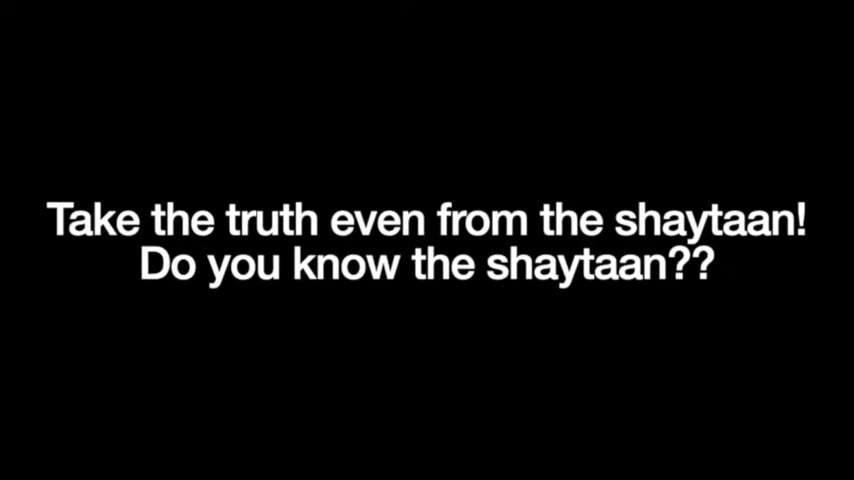 Take the truth even from the shaytaan!
Do you know the shaytaan??